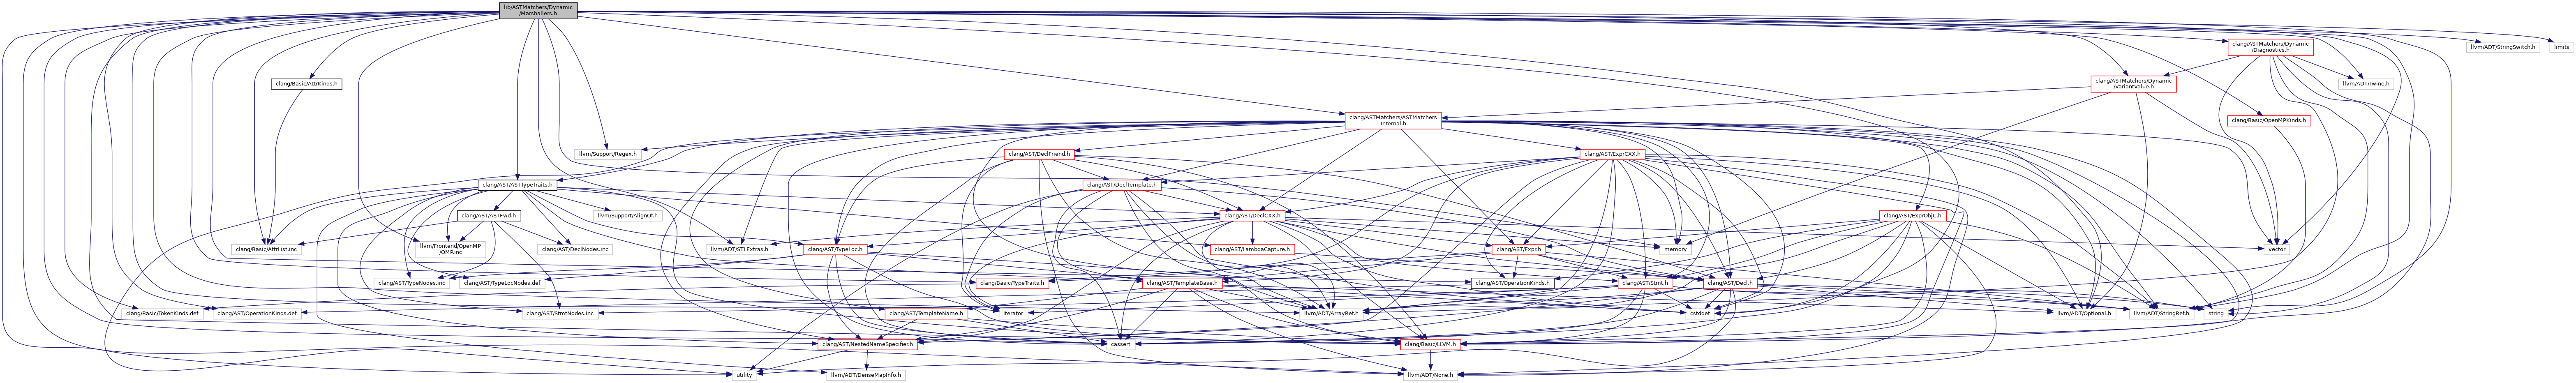 lib/ASTMatchers/Dynamic
/Marshallers.h
clang/ASTMatchers/Dynamic
/Diagnostics.h
llvm/ADT/StringSwitch.h
limits
clang/Basic/AttrKinds.h
clang/ASTMatchers/Dynamic
/VariantValue.h
llvm/ADT/Twine.h
clang/ASTMatchers/ASTMatchers
Internal.h
clang/Basic/OpenMPKinds.h
llvm/Support/Regex.h
clang/AST/DeclFriend.h
clang/AST/ExprCXX.h
clang/AST/ASTTypeTraits.h
clang/AST/DeclTemplate.h
clang/AST/ASTFwd.h
llvm/Support/AlignOf.h
clang/AST/DeclCXX.h
clang/AST/ExprObjC.h
clang/Basic/AttrList.inc
llvm/Frontend/OpenMP
/OMP.inc
clang/AST/DeclNodes.inc
llvm/ADT/STLExtras.h
clang/AST/TypeLoc.h
clang/AST/LambdaCapture.h
clang/AST/Expr.h
memory
vector
clang/AST/TypeNodes.inc
clang/AST/TypeLocNodes.def
clang/Basic/TypeTraits.h
clang/AST/TemplateBase.h
clang/AST/OperationKinds.h
clang/AST/Stmt.h
clang/AST/Decl.h
clang/Basic/TokenKinds.def
clang/AST/OperationKinds.def
clang/AST/StmtNodes.inc
clang/AST/TemplateName.h
iterator
llvm/ADT/ArrayRef.h
cstddef
llvm/ADT/Optional.h
llvm/ADT/StringRef.h
string
clang/AST/NestedNameSpecifier.h
cassert
clang/Basic/LLVM.h
utility
llvm/ADT/DenseMapInfo.h
llvm/ADT/None.h